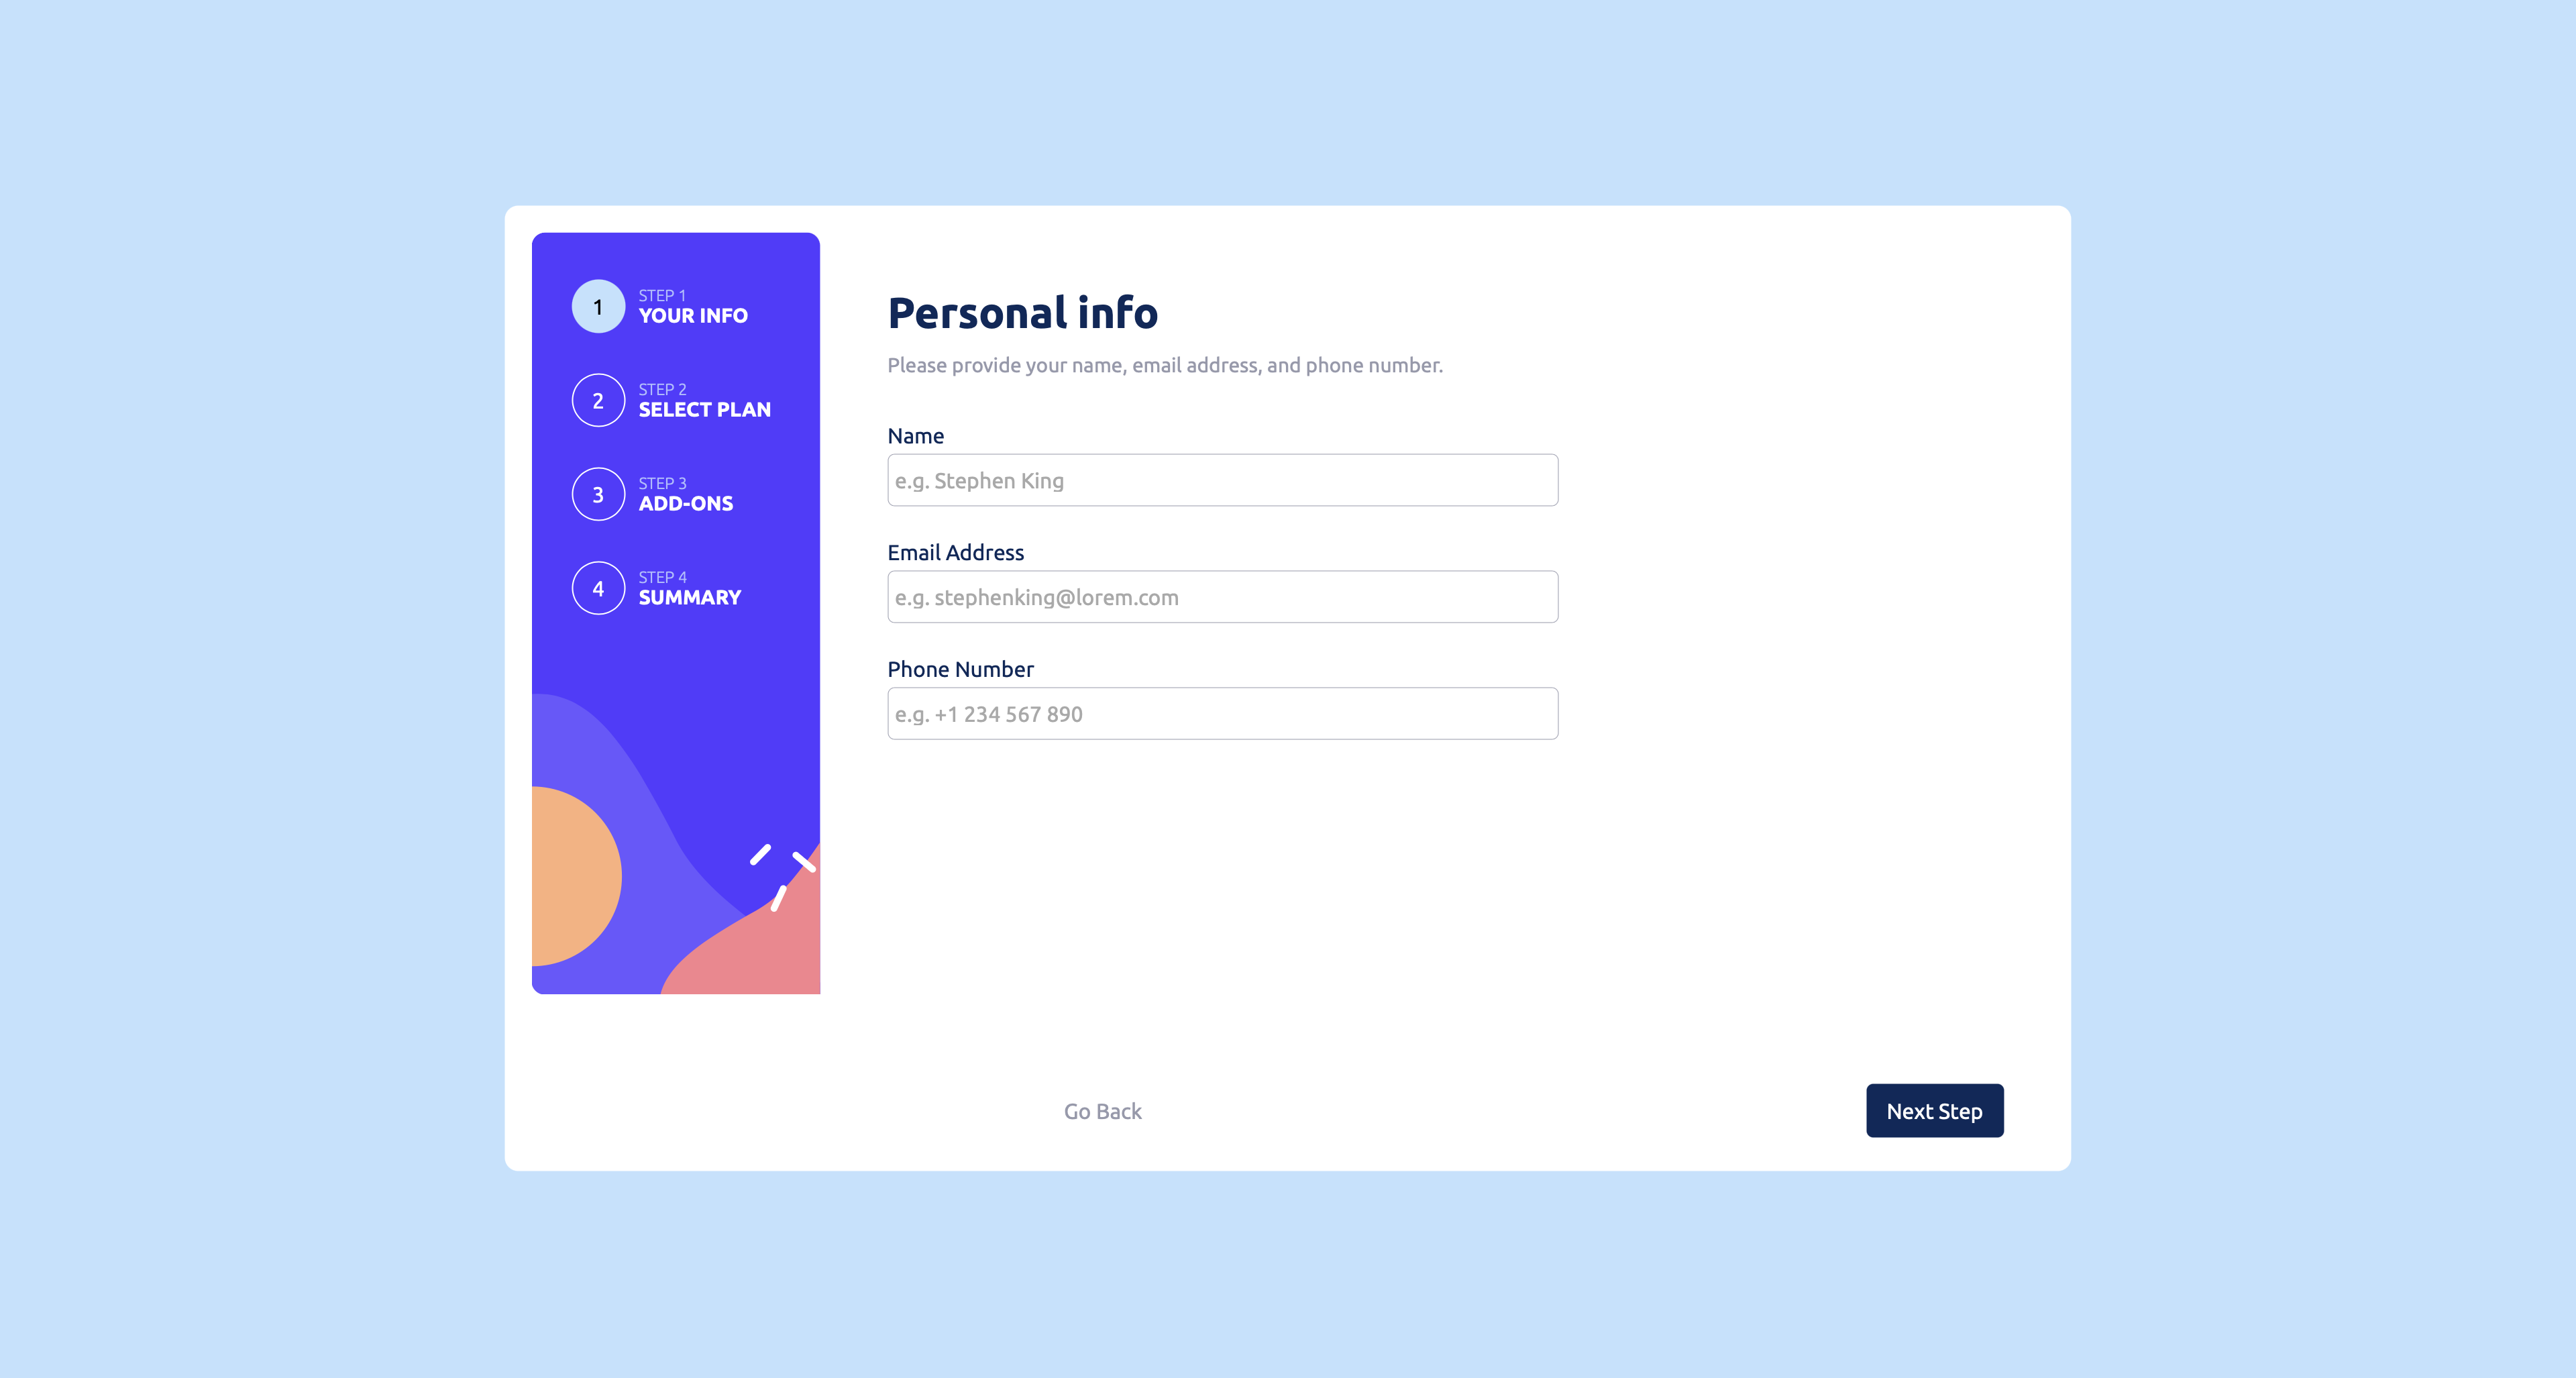 1
STEP 1
YOUR INFO
2
STEP 2
SELECT PLAN
3
STEP 3
ADD-ONS
4
STEP 4
SUMMARY
Personal info
Please provide your name, email address, and phone number.
Name
e.g. Stephen King
Email Address
e.g. stephenking@lorem.com
Phone Number
e.g. +1 234 567 890
Go Back
Next Step